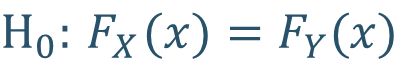 H₀: F_X(x) = F_Y(x)